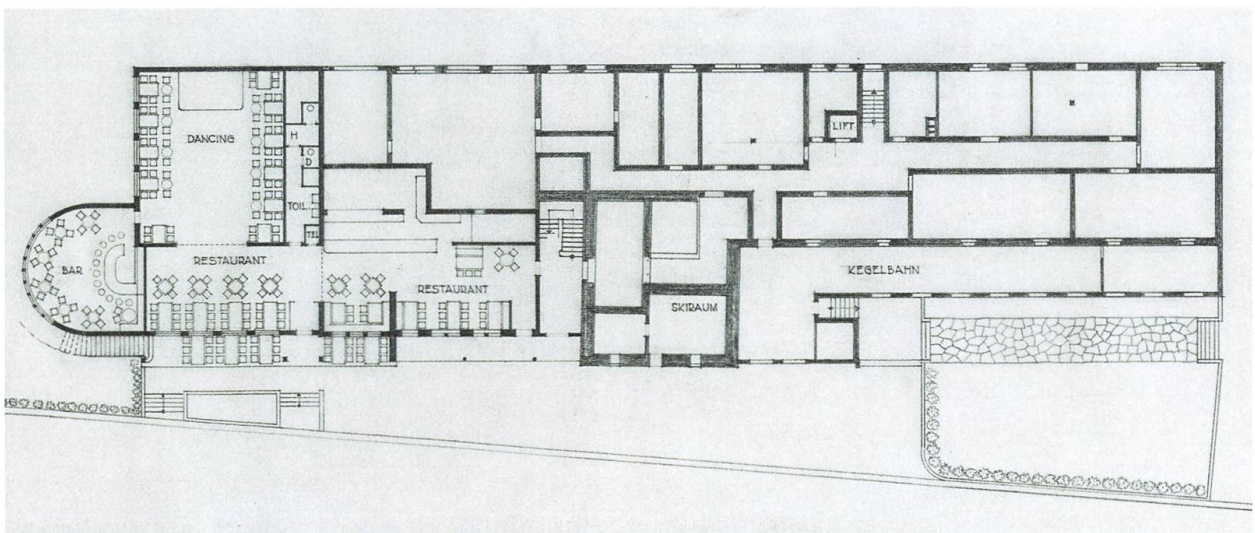 DANCING
H
D
TOIL.
TEL.
LIFT
BAR
RESTAURANT
RESTAURANT
KEGELBAHN
SKIRAUM